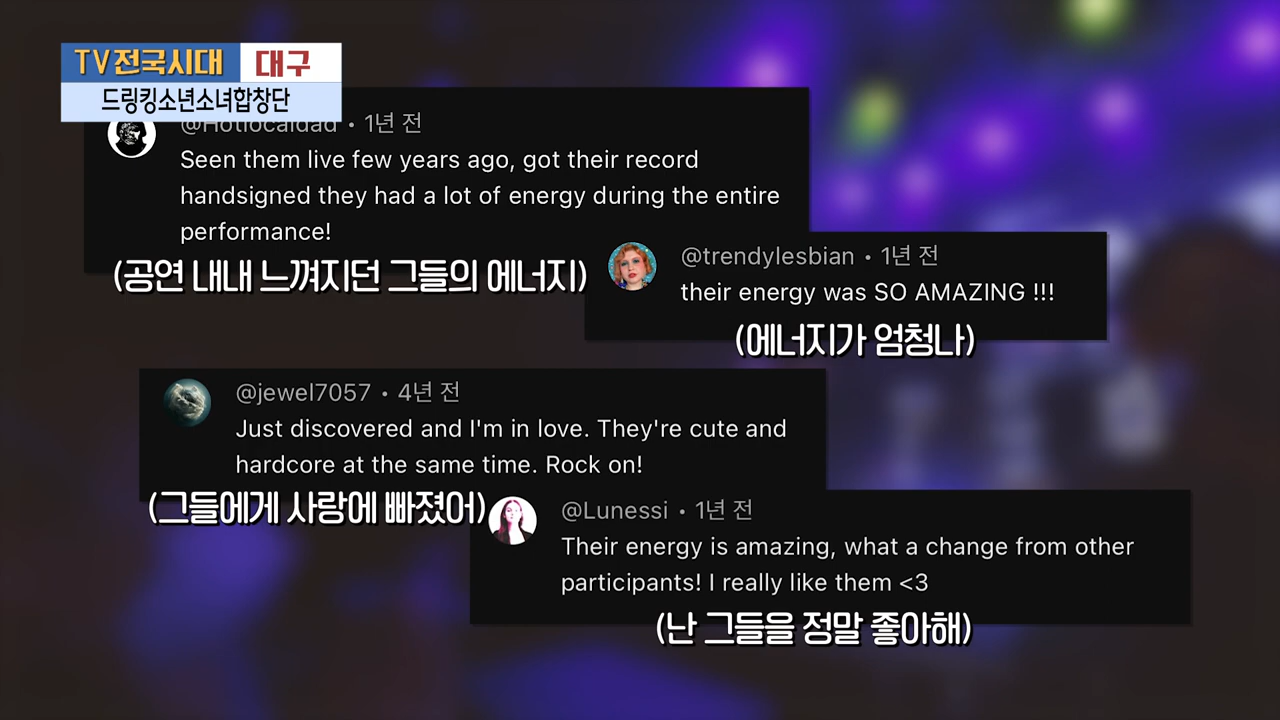 TV전국시대 대구
드링킹소년소녀합창단
@Hotlocaldad • 1년 전
Seen them live few years ago, got their record
handsigned they had a lot of energy during the entire
performance!
(공연 내내 느껴지던 그들의 에너지)
@trendylesbian • 1년 전
their energy was SO AMAZING !!!
(에너지가 엄청나)
@jewel7057 • 4년 전
Just discovered and I'm in love. They're cute and
hardcore at the same time. Rock on!
(그들에게 사랑에 빠졌어)
@Lunessi • 1년 전
Their energy is amazing, what a change from other
participants! I really like them <3
(난 그들을 정말 좋아해)